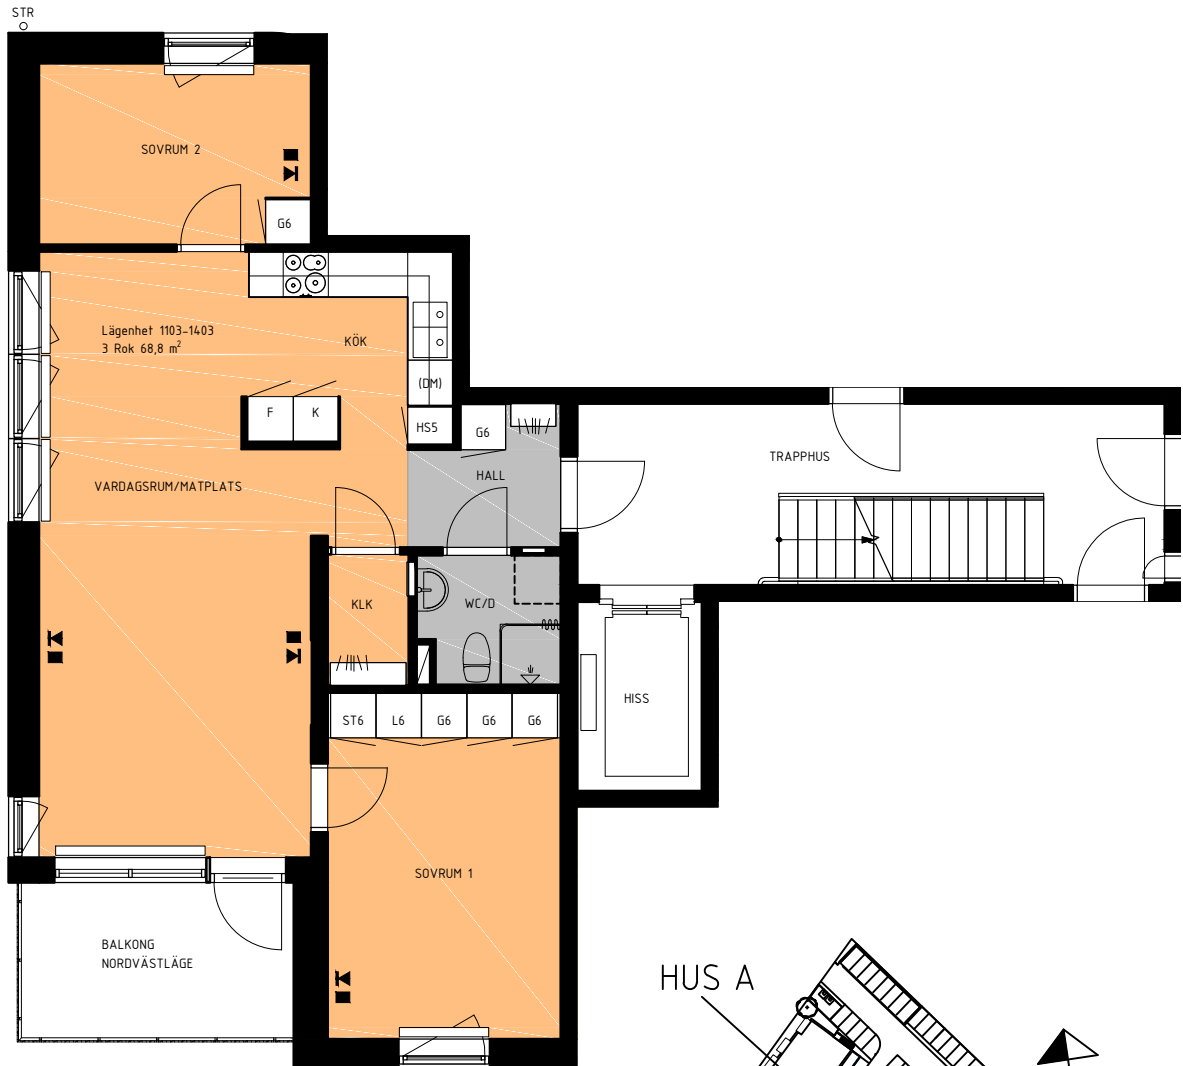 STR
SOVRUM 2
G6
Lägenhet 1103-1403
3 Rok 68,8 m²
KÖK
(DM)
F
K
HS5
G6
HALL
TRAPPHUS
VARDAGSRUM/MATPLATS
KLK
WC/D
HISS
ST6
L6
G6
G6
G6
SOVRUM 1
BALKONG
NORDVÄSTLÄGE
HUS A